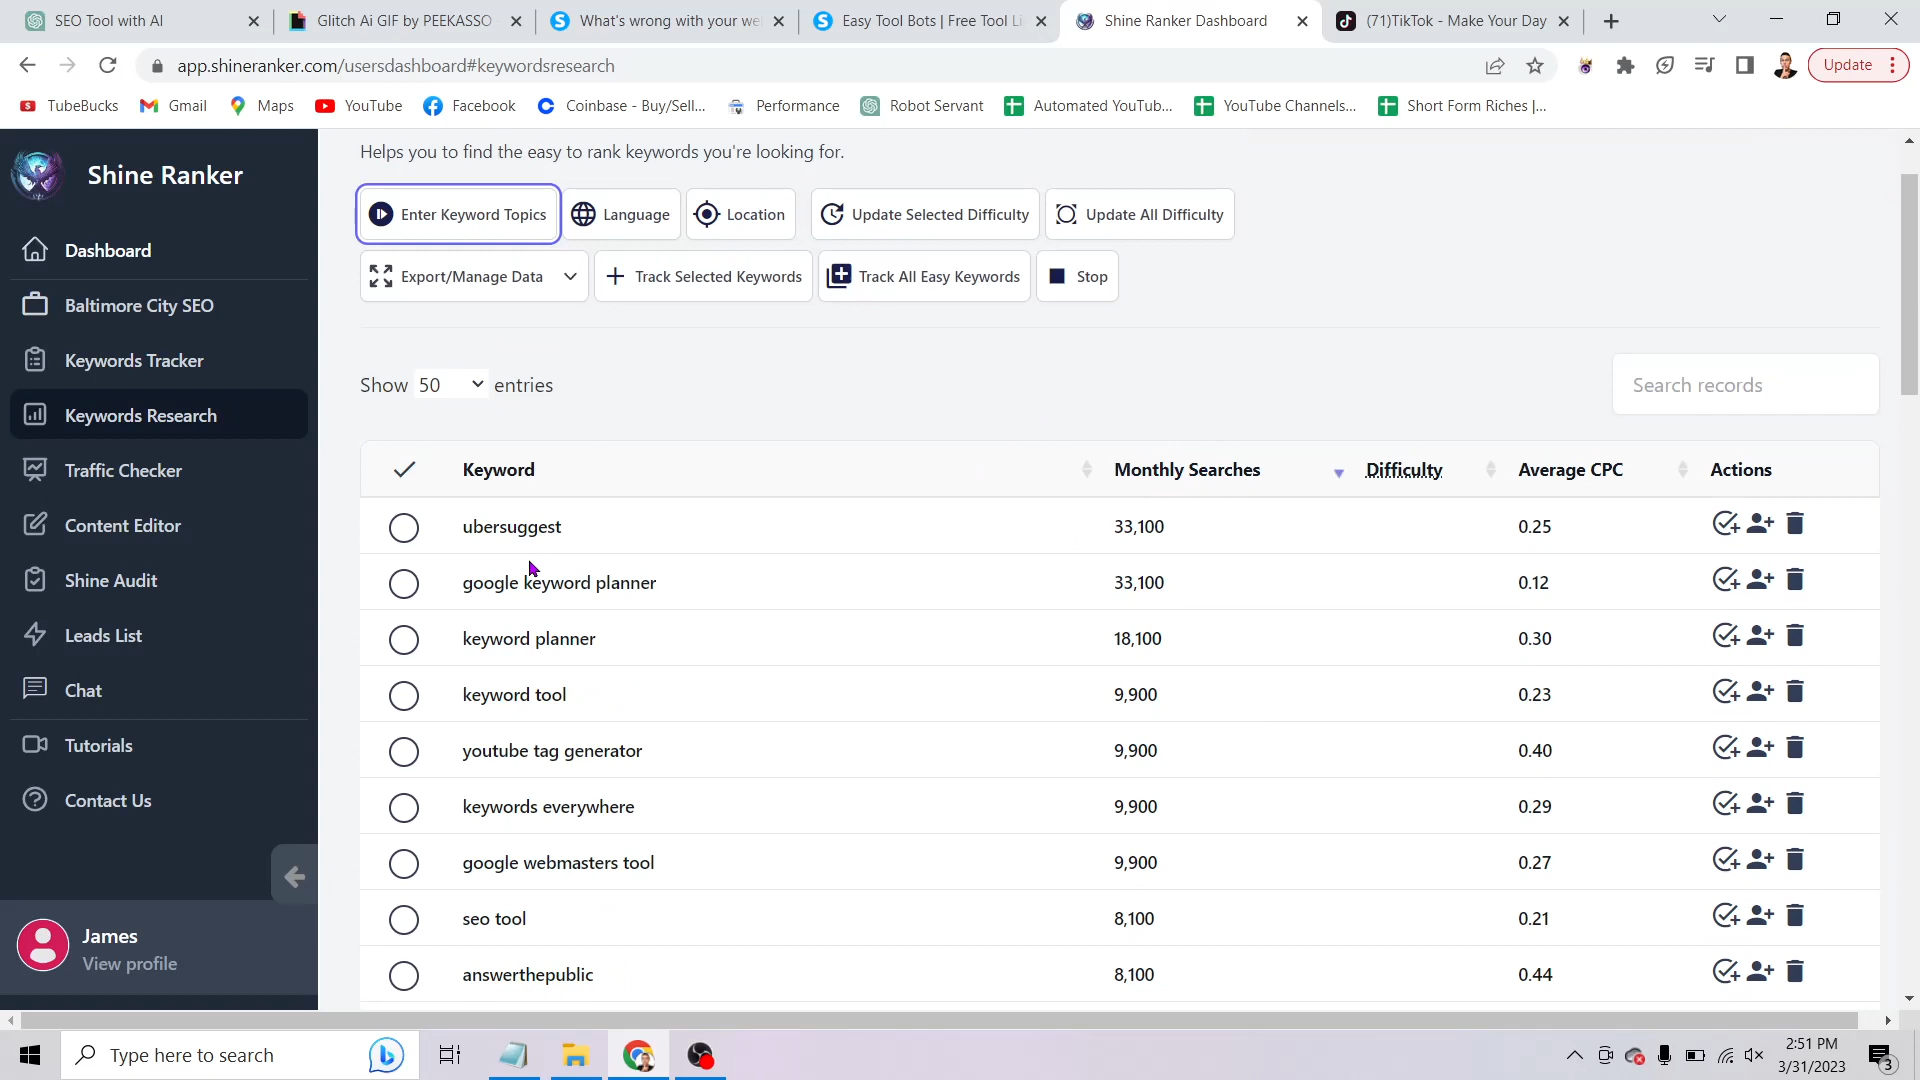 SEO Tool with AI
Glitch Ai GIF by PEEKASSO
What's wrong with your we
Easy Tool Bots | Free Tool Li
Shine Ranker Dashboard
(71)TikTok - Make Your Day
app.shineranker.com/usersdashboard#keywordsresearch
Update
TubeBucks
Gmail
Maps
YouTube
Facebook
Coinbase - Buy/Sell...
Performance
Robot Servant
Automated YouTub...
YouTube Channels...
Short Form Riches |...
Shine Ranker
Dashboard
Baltimore City SEO
Keywords Tracker
Keywords Research
Traffic Checker
Content Editor
Shine Audit
Leads List
Chat
Tutorials
Contact Us
James
View profile
Helps you to find the easy to rank keywords you're looking for.
Enter Keyword Topics
Language
Location
Update Selected Difficulty
Update All Difficulty
Export/Manage Data
Track Selected Keywords
Track All Easy Keywords
Stop
Show 50 entries
Search records
Keyword Monthly Searches Difficulty Average CPC Actions
ubersuggest 33,100 0.25
google keyword planner 33,100 0.12
keyword planner 18,100 0.30
keyword tool 9,900 0.23
youtube tag generator 9,900 0.40
keywords everywhere 9,900 0.29
google webmasters tool 9,900 0.27
seo tool 8,100 0.21
answerthepublic 8,100 0.44
Type here to search
2:51 PM
3/31/2023
3